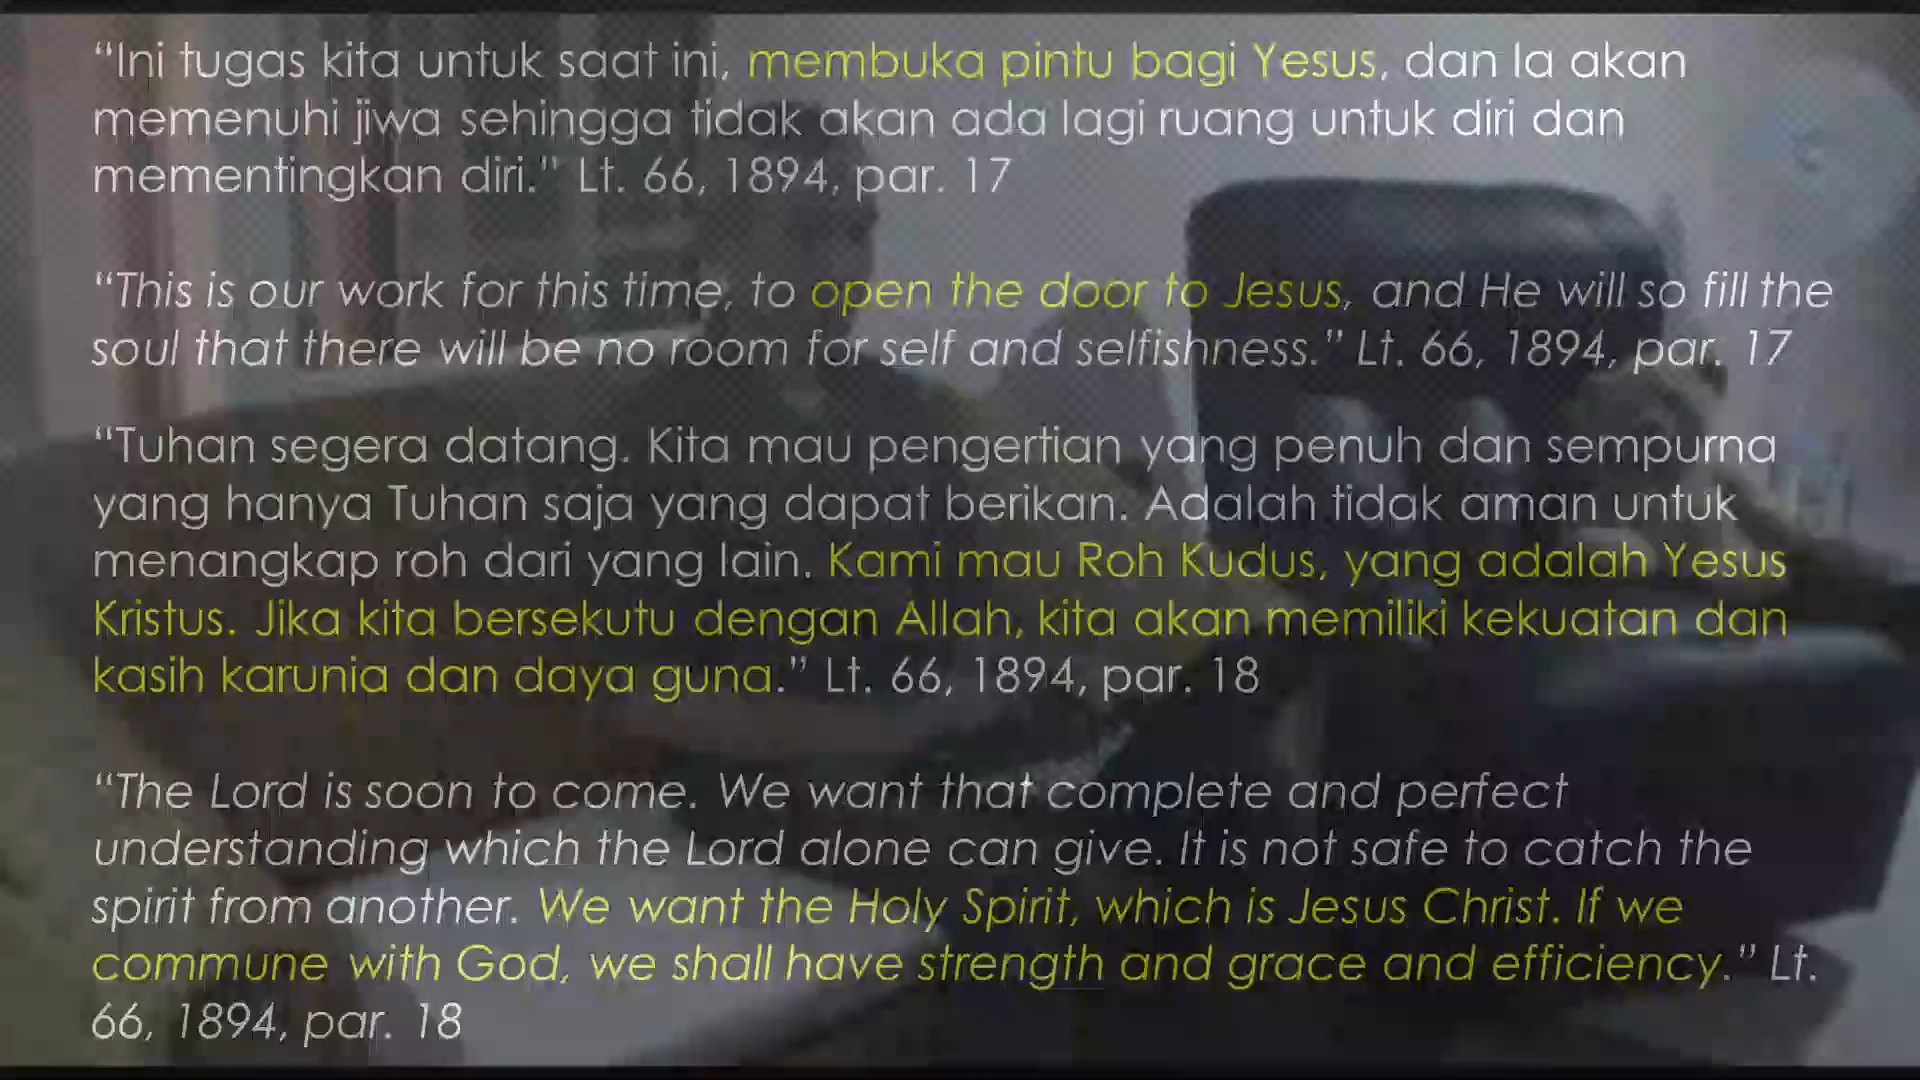 “Ini tugas kita untuk saat ini, membuka pintu bagi Yesus, dan Ia akan
memenuhi jiwa sehingga tidak akan ada lagi ruang untuk diri dan
mementingkan diri.” Lt. 66, 1894, par. 17
“This is our work for this time, to open the door to Jesus, and He will so fill the
soul that there will be no room for self and selfishness.” Lt. 66, 1894, par. 17
“Tuhan segera datang. Kita mau pengertian yang penuh dan sempurna
yang hanya Tuhan saja yang dapat berikan. Adalah tidak aman untuk
menangkap roh dari yang lain. Kami mau Roh Kudus, yang adalah Yesus
Kristus. Jika kita bersekutu dengan Allah, kita akan memiliki kekuatan dan
kasih karunia dan daya guna.” Lt. 66, 1894, par. 18
“The Lord is soon to come. We want that complete and perfect
understanding which the Lord alone can give. It is not safe to catch the
spirit from another. We want the Holy Spirit, which is Jesus Christ. If we
commune with God, we shall have strength and grace and efficiency.” Lt.
66, 1894, par. 18